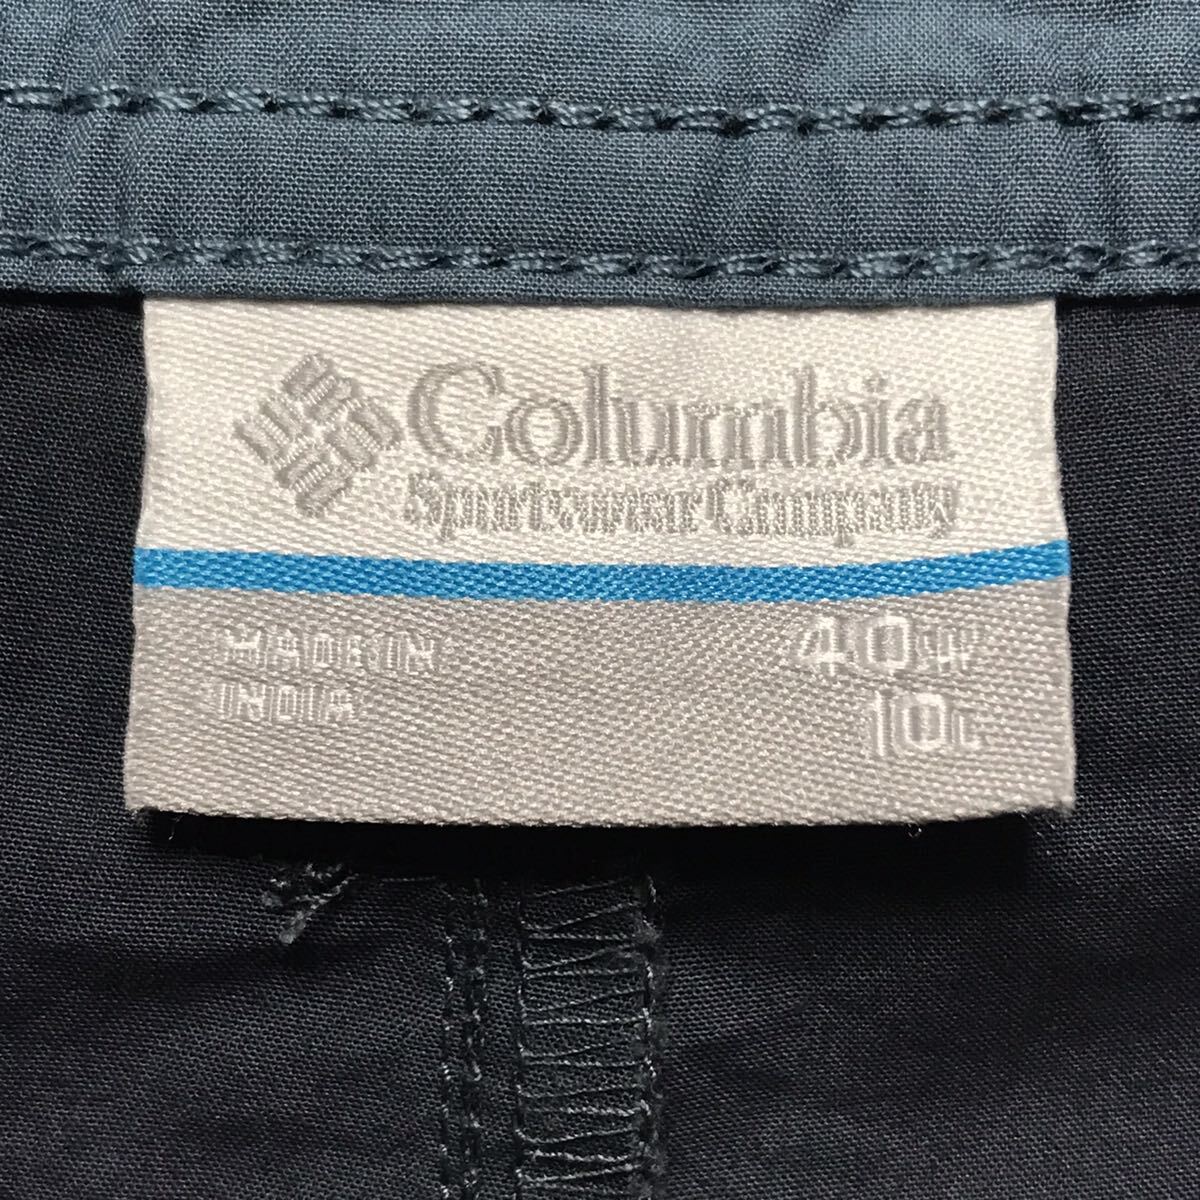 Columbia
Sportswear Company
MADE IN
INDIA
40W
10L